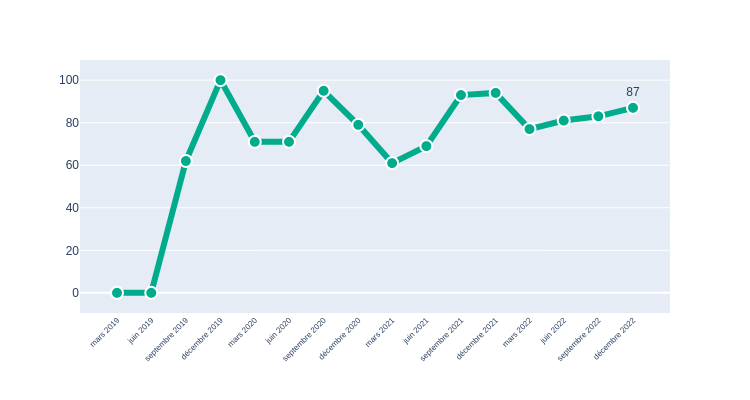 100
80
60
40
20
0
87
mars 2019
juin 2019
septembre 2019
décembre 2019
mars 2020
juin 2020
septembre 2020
décembre 2020
mars 2021
juin 2021
septembre 2021
décembre 2021
mars 2022
juin 2022
septembre 2022
décembre 2022